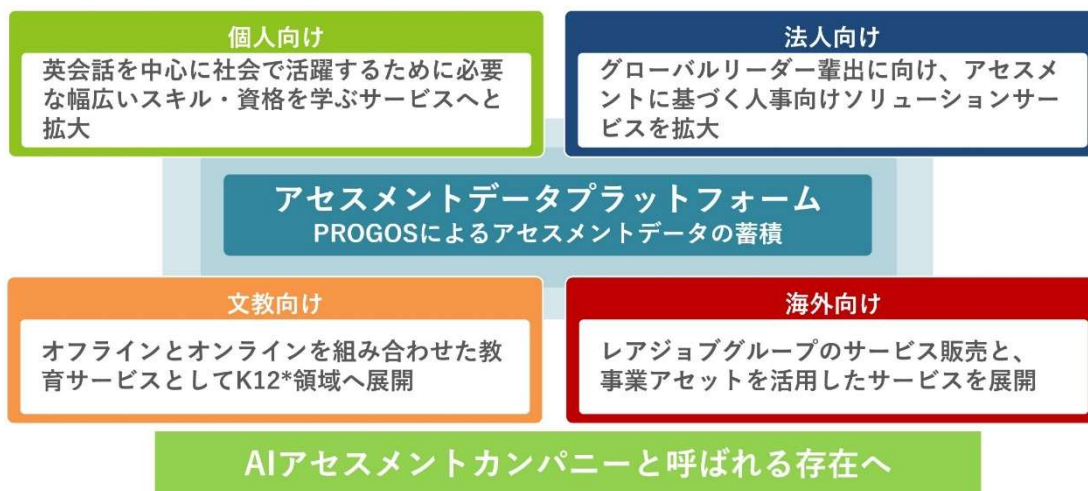 個人向け
英会話を中心に社会で活躍するために必要
な幅広いスキル・資格を学ぶサービスへと
拡大
法人向け
グローバルリーダー輩出に向け、アセスメ
ントに基づく人事向けソリューションサー
ビスを拡大
アセスメントデータプラットフォーム
PROGOSによるアセスメントデータの蓄積
文教向け
オフラインとオンラインを組み合わせた教
育サービスとしてK12*領域へ展開
海外向け
レアジョブグループのサービス販売と、
事業アセットを活用したサービスを展開
AIアセスメントカンパニーと呼ばれる存在へ